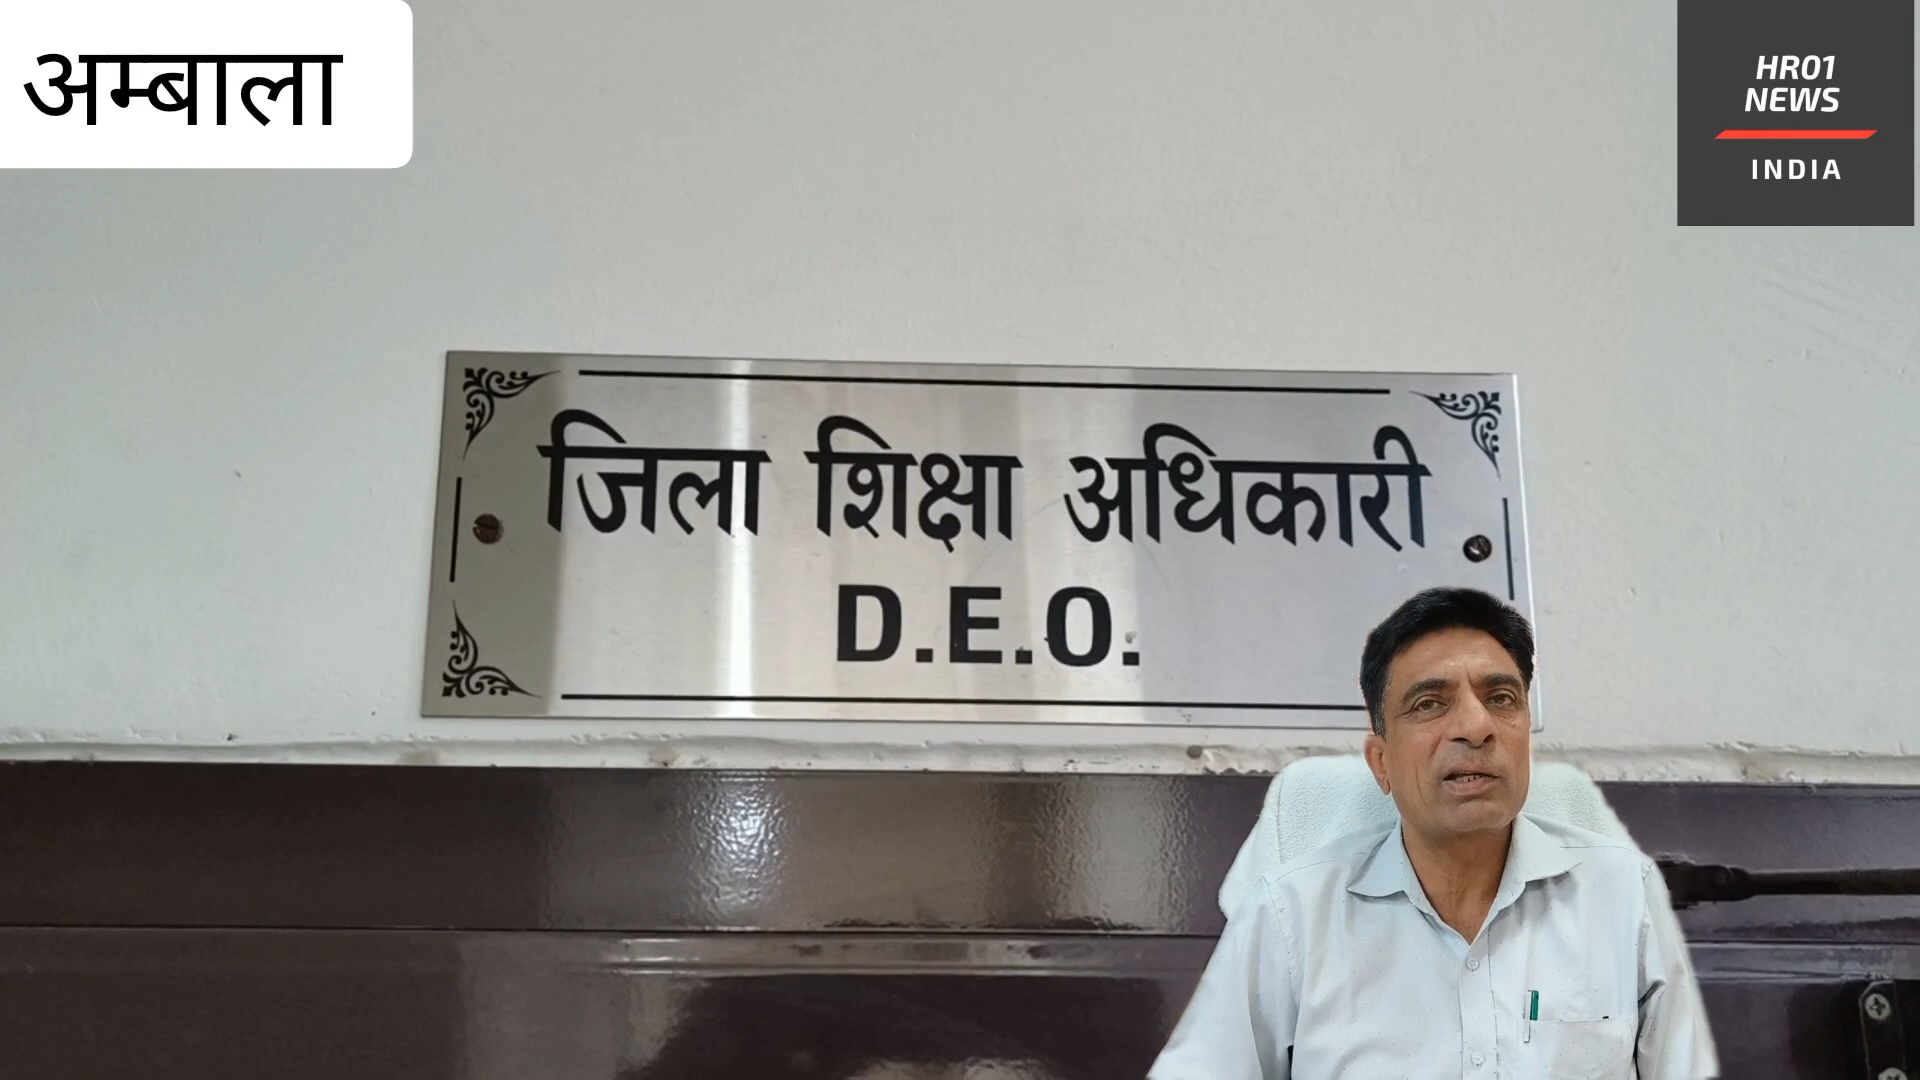 अम्बाला
HR01
NEWS
INDIA
जिला शिक्षा अधिकारी
D.E.O.